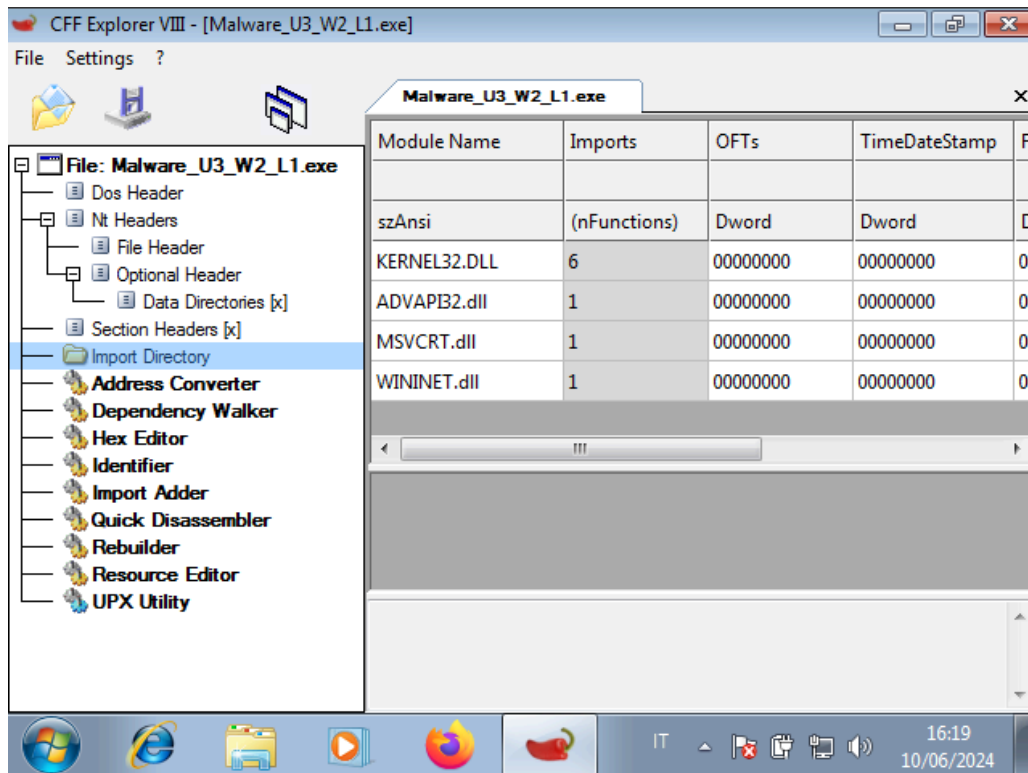 CFF Explorer VIII - [Malware_U3_W2_L1.exe]
File Settings ?
Malware_U3_W2_L1.exe
File: Malware_U3_W2_L1.exe
Dos Header
Nt Headers
File Header
Optional Header
Data Directories [x]
Section Headers [x]
Import Directory
Address Converter
Dependency Walker
Hex Editor
Identifier
Import Adder
Quick Disassembler
Rebuilder
Resource Editor
UPX Utility
Module Name Imports OFTs TimeDateStamp
szAnsi (nFunctions) Dword Dword
KERNEL32.DLL 6 00000000 00000000 0
ADVAPI32.dll 1 00000000 00000000 0
MSVCRT.dll 1 00000000 00000000 0
WININET.dll 1 00000000 00000000 0
IT
16:19
10/06/2024